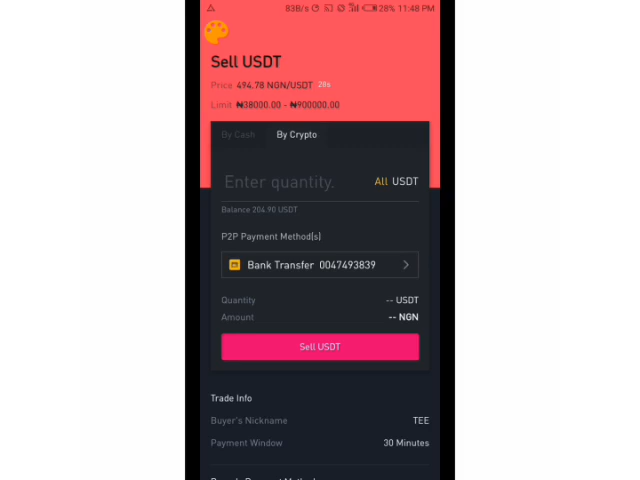 83B/s 28% 11:48 PM
Sell USDT
Price 494.78 NGN/USDT 28s
Limit ₦38000.00 - ₦900000.00
By Cash By Crypto
Enter quantity. All USDT
Balance 204.90 USDT
P2P Payment Method(s)
Bank Transfer 0047493839
Quantity -- USDT
Amount -- NGN
Sell USDT
Trade Info
Buyer's Nickname TEE
Payment Window 30 Minutes